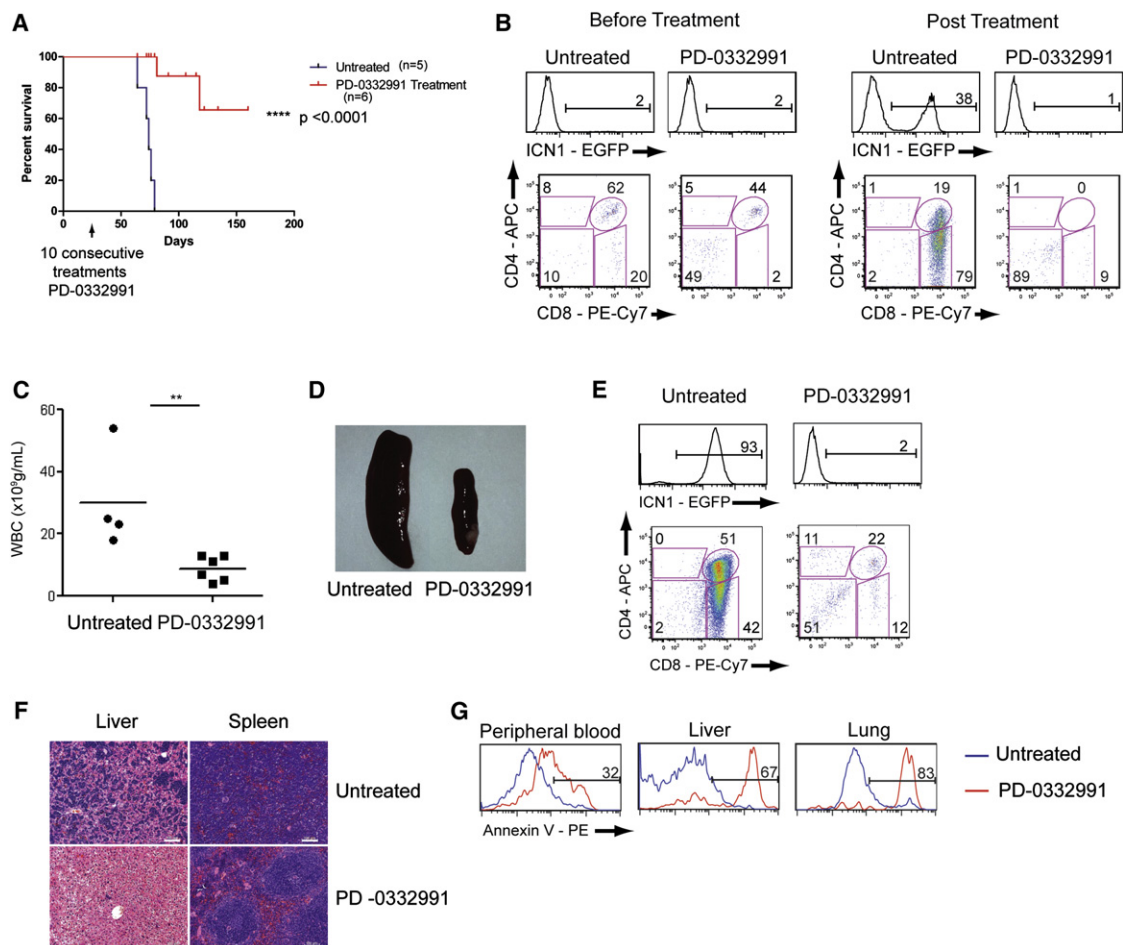 A
100
80
60
40
20
0
Percent survival
0 50 100 150 200
Days
10 consecutive
treatments
PD-0332991
Untreated (n=5)
PD-0332991 Treatment
(n=6)
**** p <0.0001
B
Before Treatment
Post Treatment
Untreated
PD-0332991
Untreated
PD-0332991
2
2
38
1
ICN1 - EGFP
ICN1 - EGFP
CD4 - APC
8 62
10 20
5 44
49 2
CD8 - PE-Cy7
CD4 - APC
1 19
2 79
1 0
89 9
CD8 - PE-Cy7
C
60
40
20
0
WBC (x10⁹g/mL)
**
Untreated PD-0332991
D
Untreated PD-0332991
E
Untreated
PD-0332991
93
2
ICN1 - EGFP
CD4 - APC
0 51
2 42
11 22
51 12
CD8 - PE-Cy7
F
Liver
Spleen
Untreated
PD -0332991
G
Peripheral blood
Liver
Lung
32
67
83
Annexin V - PE
Untreated
PD-0332991